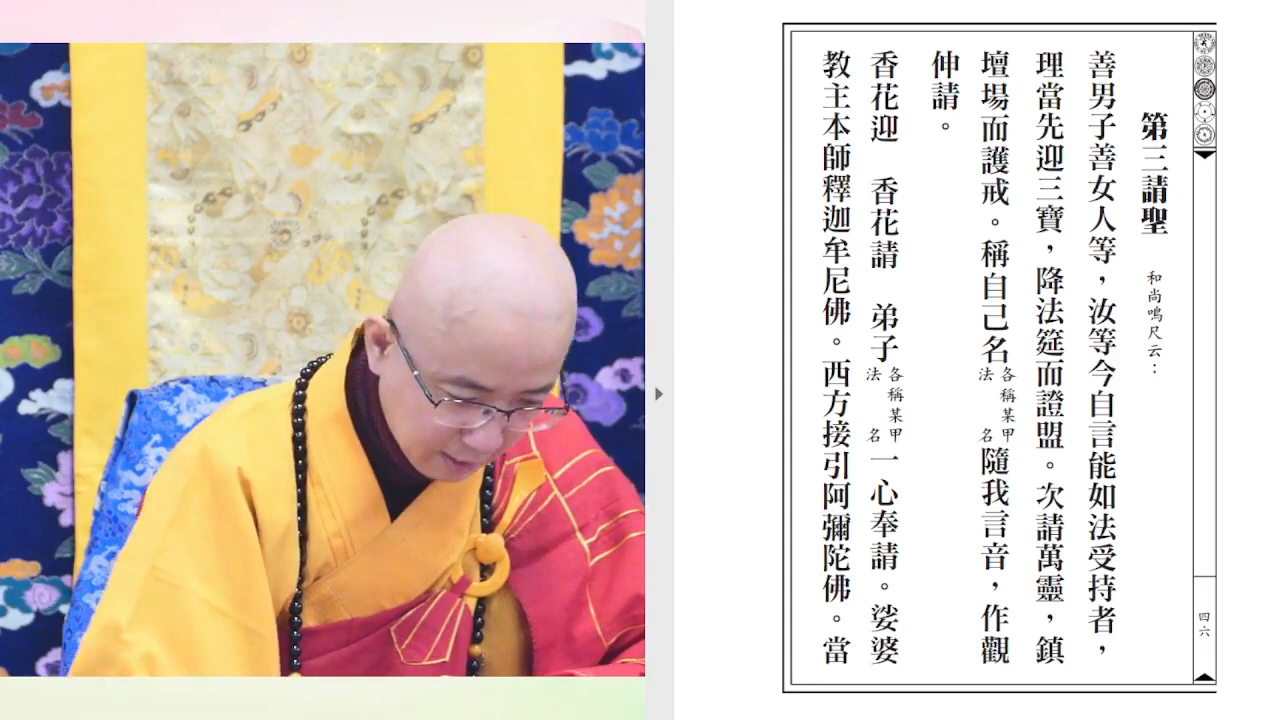 第三請聖 和尚鳴尺云：
善男子善女人等，汝等今自言能如法受持者，
理當先迎三寶，降法筵而證盟。次請萬靈，鎮
壇場而護戒。稱自己名各稱某甲法名隨我言音，作觀
伸請。
香花迎 香花請 弟子各稱某甲法名一心奉請。娑婆
教主本師釋迦牟尼佛。西方接引阿彌陀佛。當
四六